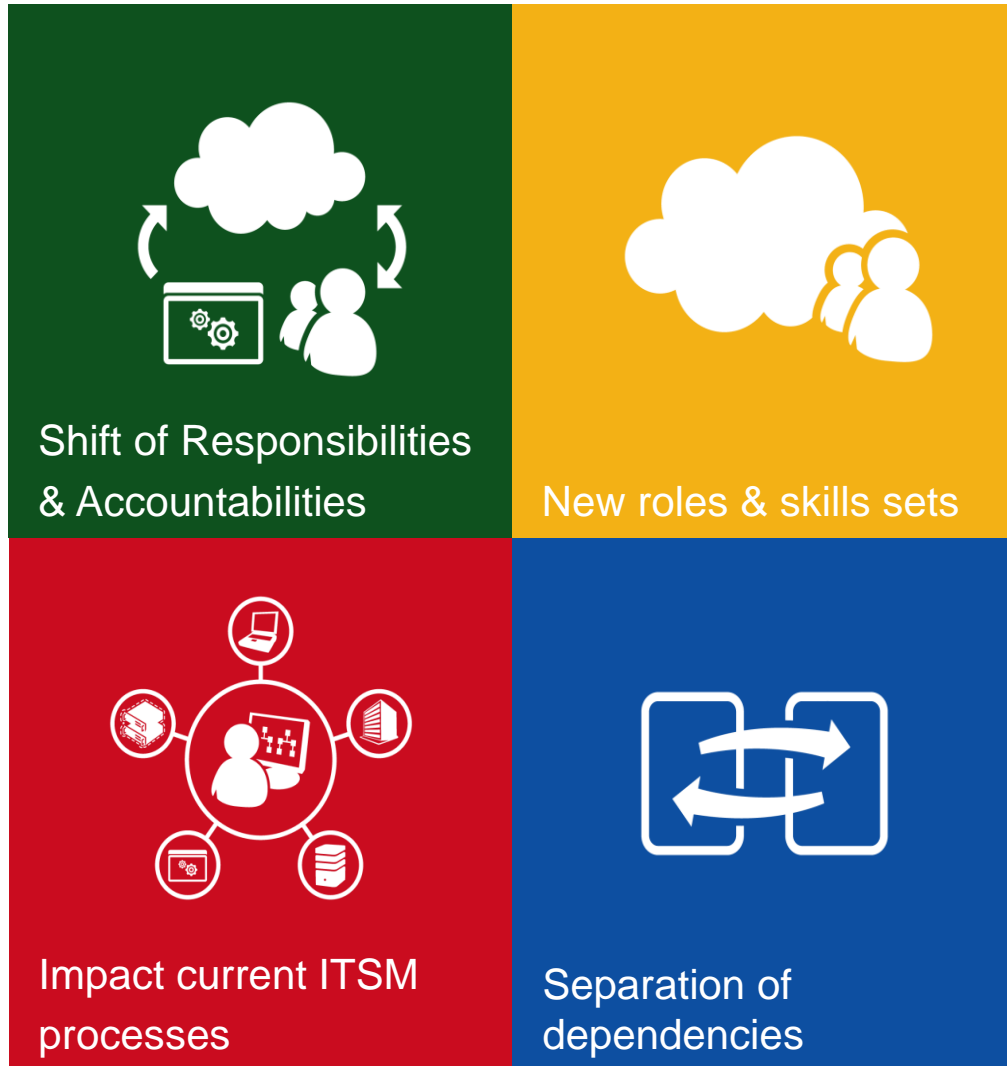 Shift of Responsibilities
& Accountabilities
New roles & skills sets
Impact current ITSM
processes
Separation of
dependencies